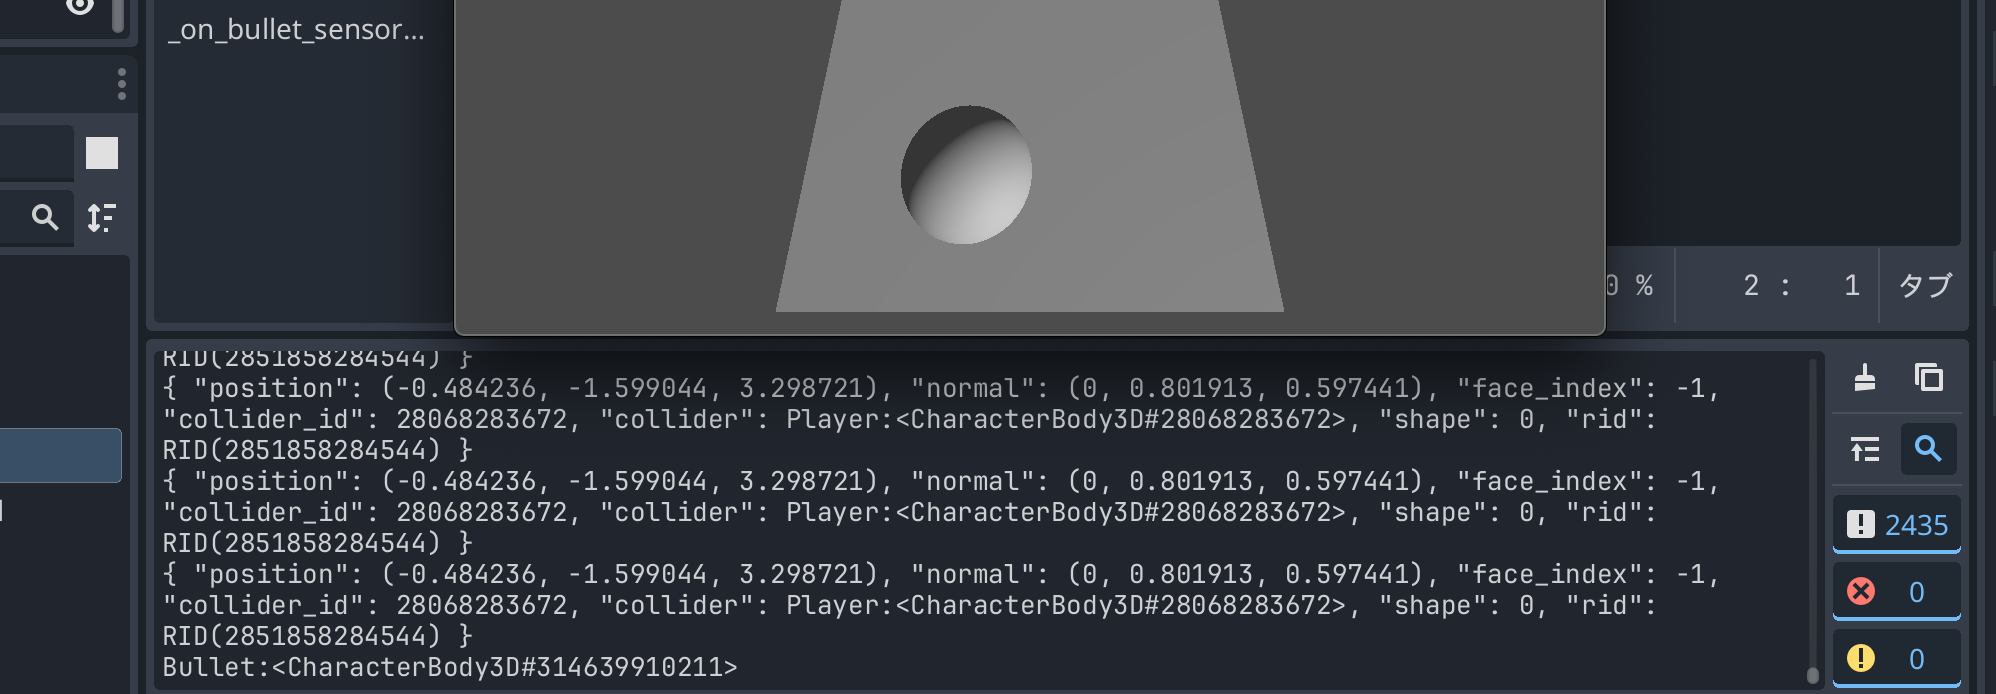 _on_bullet_sensor...
0 % 2 : 1 タブ
RID(2851858284544) }
{ "position": (-0.484236, -1.599044, 3.298721), "normal": (0, 0.801913, 0.597441), "face_index": -1,
"collider_id": 28068283672, "collider": Player:<CharacterBody3D#28068283672>, "shape": 0, "rid":
RID(2851858284544) }
{ "position": (-0.484236, -1.599044, 3.298721), "normal": (0, 0.801913, 0.597441), "face_index": -1,
"collider_id": 28068283672, "collider": Player:<CharacterBody3D#28068283672>, "shape": 0, "rid":
RID(2851858284544) }
{ "position": (-0.484236, -1.599044, 3.298721), "normal": (0, 0.801913, 0.597441), "face_index": -1,
"collider_id": 28068283672, "collider": Player:<CharacterBody3D#28068283672>, "shape": 0, "rid":
RID(2851858284544) }
Bullet:<CharacterBody3D#314639910211>
2435
0
0